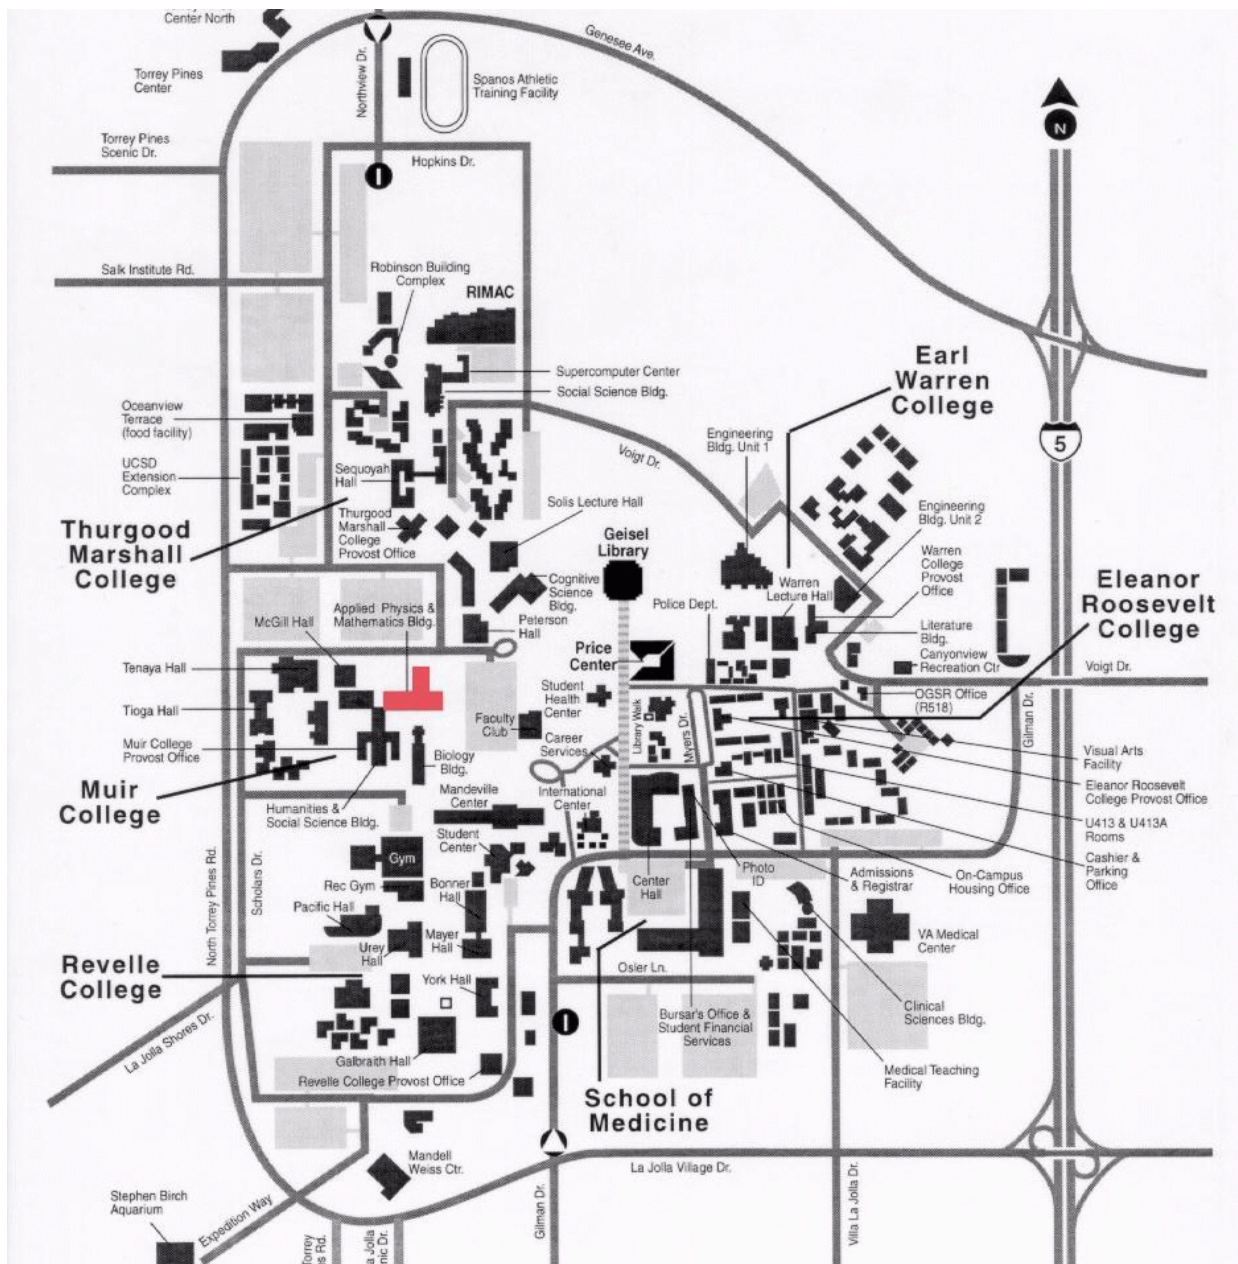 Center North
Torrey Pines
Center
Torrey Pines
Scenic Dr.
Northview Dr.
Spanos Athletic
Training Facility
Genesee Ave.
Hopkins Dr.
N
Salk Institute Rd.
Robinson Building
Complex
RIMAC
Supercomputer Center
Social Science Bldg.
Earl
Warren
College
Oceanview
Terrace
(food facility)
UCSD
Extension
Complex
Sequoyah
Hall
Thurgood
Marshall
College
Provost Office
Thurgood
Marshall
College
Voigt Dr.
Engineering
Bldg. Unit 1
5
Solis Lecture Hall
Geisel
Library
Engineering
Bldg. Unit 2
Warren
College
Provost
Office
Warren
Lecture Hall
Eleanor
Roosevelt
College
Cognitive
Science
Bldg.
Police Dept.
Literature
Bldg.
Canyonview
Recreation Ctr
Voigt Dr.
Applied Physics &
Mathematics Bldg.
McGill Hall
Peterson
Hall
Price
Center
Tenaya Hall
Tioga Hall
Muir College
Provost Office
Muir
College
Student
Health
Center
OGSR Office
(R518)
Faculty
Club
Career
Services
Library Walk
Myers Dr.
Gilman Dr.
Biology
Bldg.
Mandeville
Center
International
Center
Visual Arts
Facility
Eleanor Roosevelt
College Provost Office
U413 & U413A
Rooms
Cashier &
Parking
Office
Humanities &
Social Science Bldg.
Student
Center
Gym
Rec Gym
Bonner
Hall
Center
Hall
Photo
ID
Admissions
& Registrar
On-Campus
Housing Office
North Torrey Pines Rd.
Scholars Dr.
Pacific Hall
Urey
Hall
Mayer
Hall
VA Medical
Center
Revelle
College
York Hall
Osler Ln.
Bursar's Office &
Student Financial
Services
Clinical
Sciences Bldg.
La Jolla Shores Dr.
Galbraith Hall
Revelle College Provost Office
Medical Teaching
Facility
School of
Medicine
Mandell
Weiss Ctr.
La Jolla Village Dr.
Stephen Birch
Aquarium
Expedition Way
Gilman Dr.
Villa La Jolla Dr.